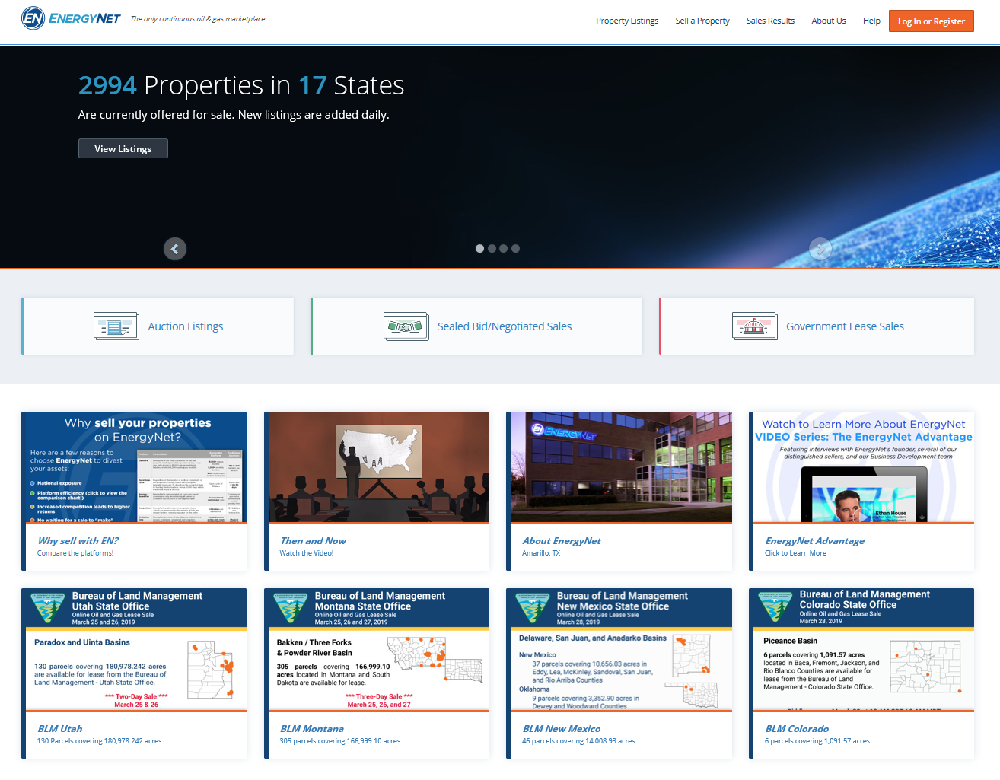 EN ENERGYNET
The only continuous oil & gas marketplace.
Property Listings
Sell a Property
Sales Results
About Us
Help
Log In or Register
2994 Properties in 17 States
Are currently offered for sale. New listings are added daily.
View Listings
Auction Listings
Sealed Bid/Negotiated Sales
Government Lease Sales
Why sell your properties
on EnergyNet?
Here are a few reasons to
choose EnergyNet to divest
your assets:
National exposure
Platform efficiency (click to view the
comparison chart!)
Increased competition leads to higher
returns
No waiting for a sale to "make"
Why sell with EN?
Compare the platforms!
Then and Now
Watch the Video!
EN ENERGYNET
About EnergyNet
Amarillo, TX
Watch to Learn More About EnergyNet
VIDEO Series: The EnergyNet Advantage
Featuring interviews with EnergyNet's founder, several of our
distinguished sellers, and our Business Development team
Ethan House
EnergyNet Advantage
Click to Learn More
Bureau of Land Management
Utah State Office
Online Oil and Gas Lease Sale
March 25 and 26, 2019
Paradox and Uinta Basins
130 parcels covering 180,978.242 acres
are available for lease from the Bureau of
Land Management - Utah State Office.
*** Two-Day Sale ***
March 25 & 26
BLM Utah
130 Parcels covering 180,978.242 acres
Bureau of Land Management
Montana State Office
Online Oil and Gas Lease Sale
March 25, 26 and 27, 2019
Bakken / Three Forks
& Powder River Basin
305 parcels covering 166,999.10
acres located in Montana and South
Dakota are available for lease.
*** Three-Day Sale ***
March 25, 26, and 27
BLM Montana
305 parcels covering 166,999.10 acres
Bureau of Land Management
New Mexico State Office
Online Oil and Gas Lease Sale
March 28, 2019
Delaware, San Juan, and Anadarko Basins
New Mexico
37 parcels covering 10,656.03 acres in
Eddy, Lea, McKinley, Sandoval, San Juan,
and Rio Arriba Counties
Oklahoma
9 parcels covering 3,352.90 acres in
Dewey and Woodward Counties
BLM New Mexico
46 parcels covering 14,008.93 acres
Bureau of Land Management
Colorado State Office
Online Oil and Gas Lease Sale
March 28, 2019
Piceance Basin
6 parcels covering 1,091.57 acres
located in Baca, Fremont, Jackson, and
Rio Blanco Counties are available for
lease from the Bureau of Land
Management - Colorado State Office.
BLM Colorado
6 parcels covering 1,091.57 acres